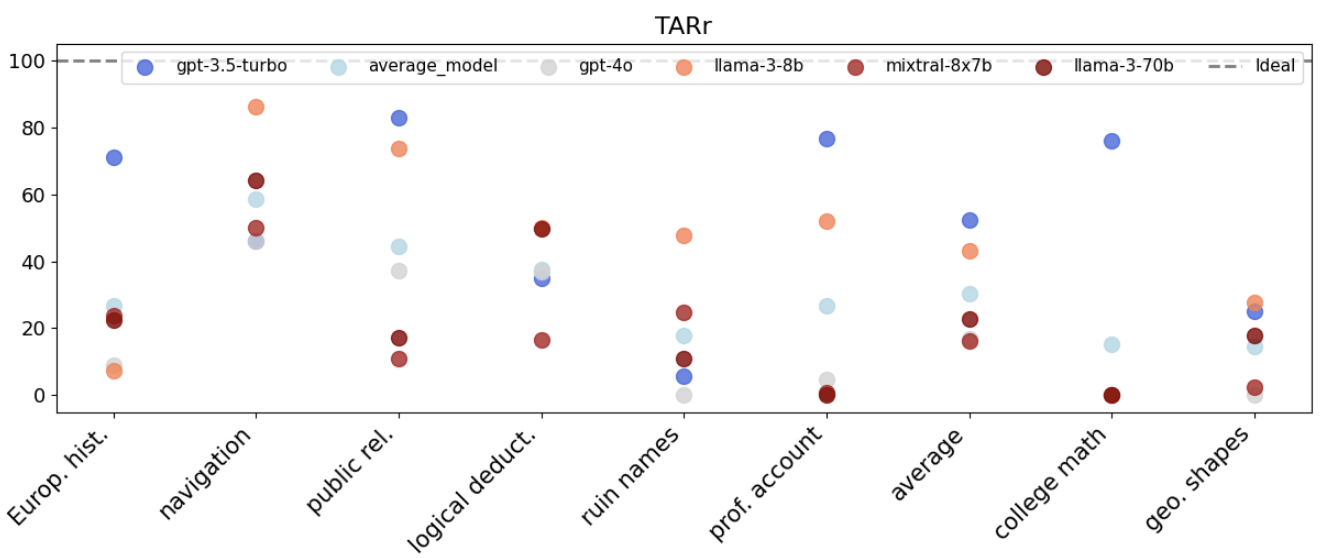 TARr
100
80
60
40
20
0
gpt-3.5-turbo average_model gpt-4o llama-3-8b mixtral-8x7b llama-3-70b Ideal
Europ. hist.
navigation
public rel.
logical deduct.
ruin names
prof. account
average
college math
geo. shapes